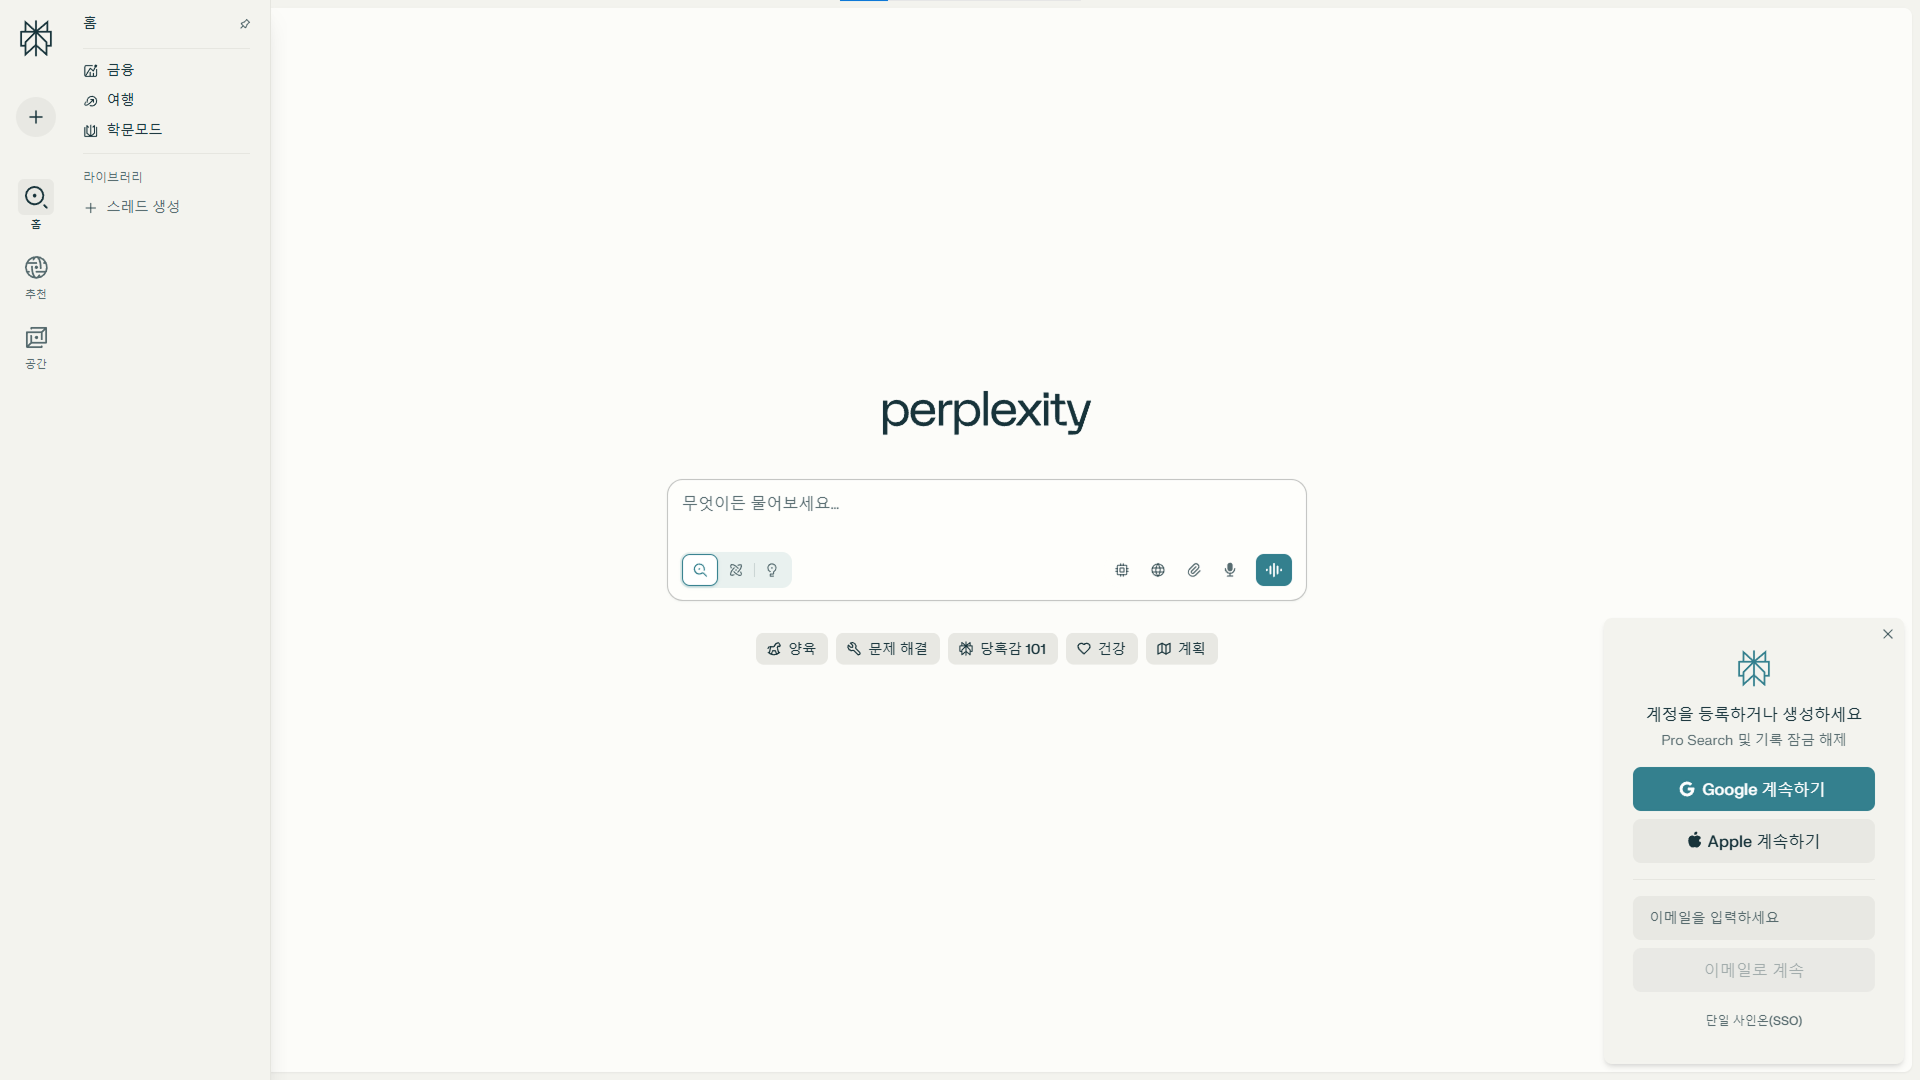 홈
금융
여행
학문모드
라이브러리
스레드 생성
홈
추천
공간
perplexity
무엇이든 물어보세요...
양육
문제 해결
당혹감 101
건강
계획
계정을 등록하거나 생성하세요
Pro Search 및 기록 잠금 해제
Google 계속하기
Apple 계속하기
이메일을 입력하세요
이메일로 계속
단일 사인온(SSO)